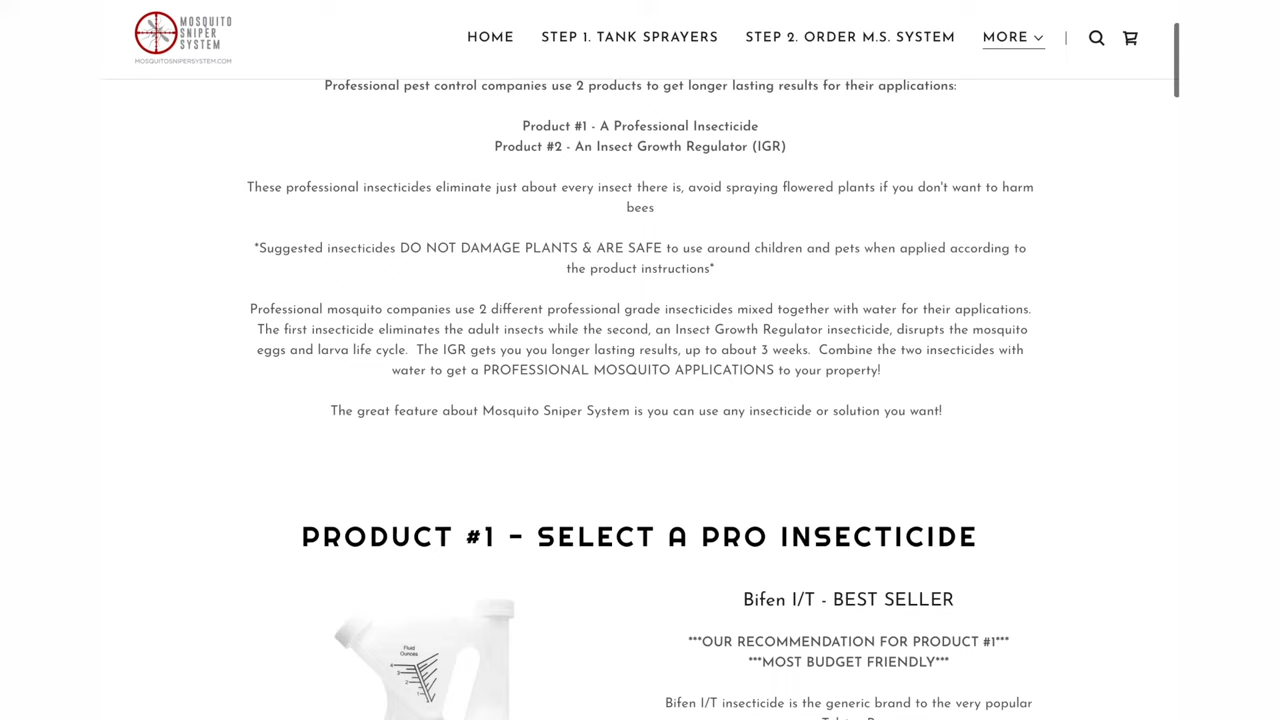 MOSQUITO
SNIPER
SYSTEM
MOSQUITOSNIPERSYSTEM.COM
HOME
STEP 1. TANK SPRAYERS
STEP 2. ORDER M.S. SYSTEM
MORE
Professional pest control companies use 2 products to get longer lasting results for their applications:
Product #1 - A Professional Insecticide
Product #2 - An Insect Growth Regulator (IGR)
These professional insecticides eliminate just about every insect there is, avoid spraying flowered plants if you don't want to harm
bees
*Suggested insecticides DO NOT DAMAGE PLANTS & ARE SAFE to use around children and pets when applied according to
the product instructions*
Professional mosquito companies use 2 different professional grade insecticides mixed together with water for their applications.
The first insecticide eliminates the adult insects while the second, an Insect Growth Regulator insecticide, disrupts the mosquito
eggs and larva life cycle.  The IGR gets you you longer lasting results, up to about 3 weeks.  Combine the two insecticides with
water to get a PROFESSIONAL MOSQUITO APPLICATIONS to your property!
The great feature about Mosquito Sniper System is you can use any insecticide or solution you want!
PRODUCT #1 - SELECT A PRO INSECTICIDE
Fluid
Ounces
4
3
2
1
Bifen I/T - BEST SELLER
***OUR RECOMMENDATION FOR PRODUCT #1***
***MOST BUDGET FRIENDLY***
Bifen I/T insecticide is the generic brand to the very popular